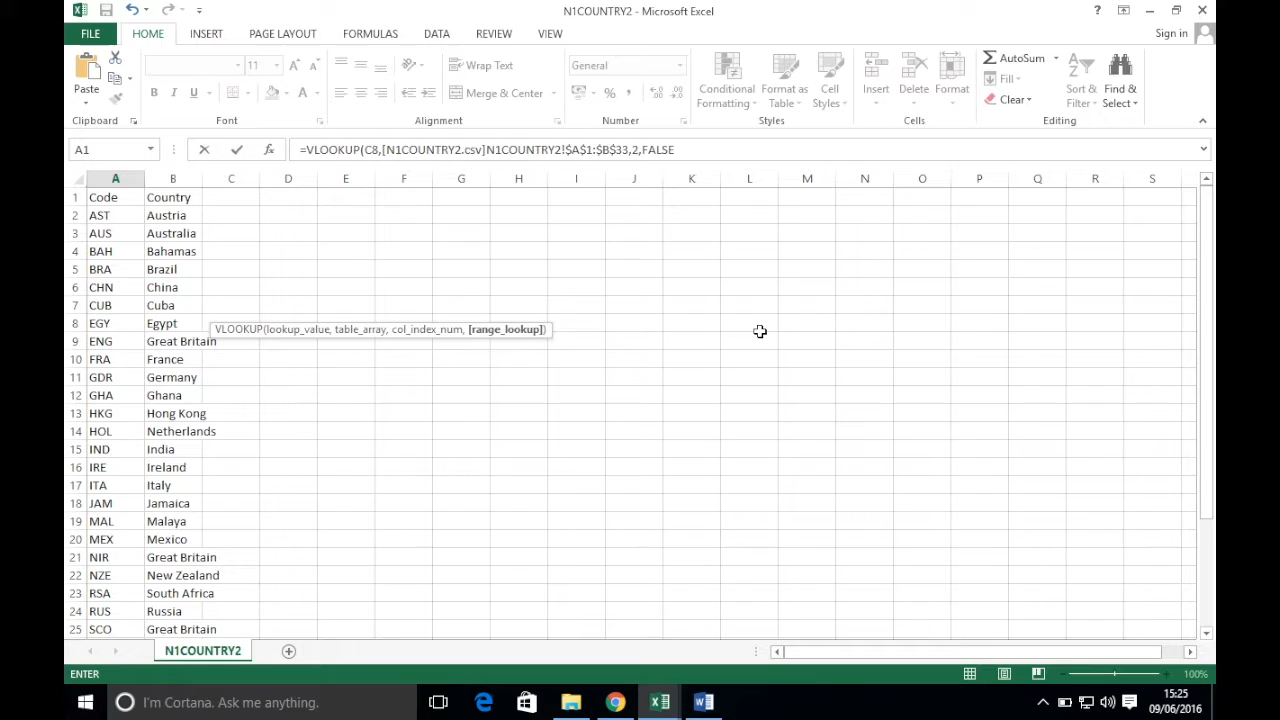 N1COUNTRY2 - Microsoft Excel
?
Sign in
FILE HOME INSERT PAGE LAYOUT FORMULAS DATA REVIEW VIEW
Paste
11
B I U
A A
Wrap Text
Merge & Center
General
% ,
Conditional Formatting
Format as Table
Cell Styles
Insert
Delete
Format
AutoSum
Fill
Clear
Sort & Filter
Find & Select
Clipboard Font Alignment Number Styles Cells Editing
A1 fx =VLOOKUP(C8,[N1COUNTRY2.csv]N1COUNTRY2!$A$1:$B$33,2,FALSE
A B C D E F G H I J K L M N O P Q R S
1 Code Country
2 AST Austria
3 AUS Australia
4 BAH Bahamas
5 BRA Brazil
6 CHN China
7 CUB Cuba
8 EGY Egypt
VLOOKUP(lookup_value, table_array, col_index_num, [range_lookup])
9 ENG Great Britain
10 FRA France
11 GDR Germany
12 GHA Ghana
13 HKG Hong Kong
14 HOL Netherlands
15 IND India
16 IRE Ireland
17 ITA Italy
18 JAM Jamaica
19 MAL Malaya
20 MEX Mexico
21 NIR Great Britain
22 NZE New Zealand
23 RSA South Africa
24 RUS Russia
25 SCO Great Britain
N1COUNTRY2
ENTER
100%
I'm Cortana. Ask me anything.
15:25
09/06/2016